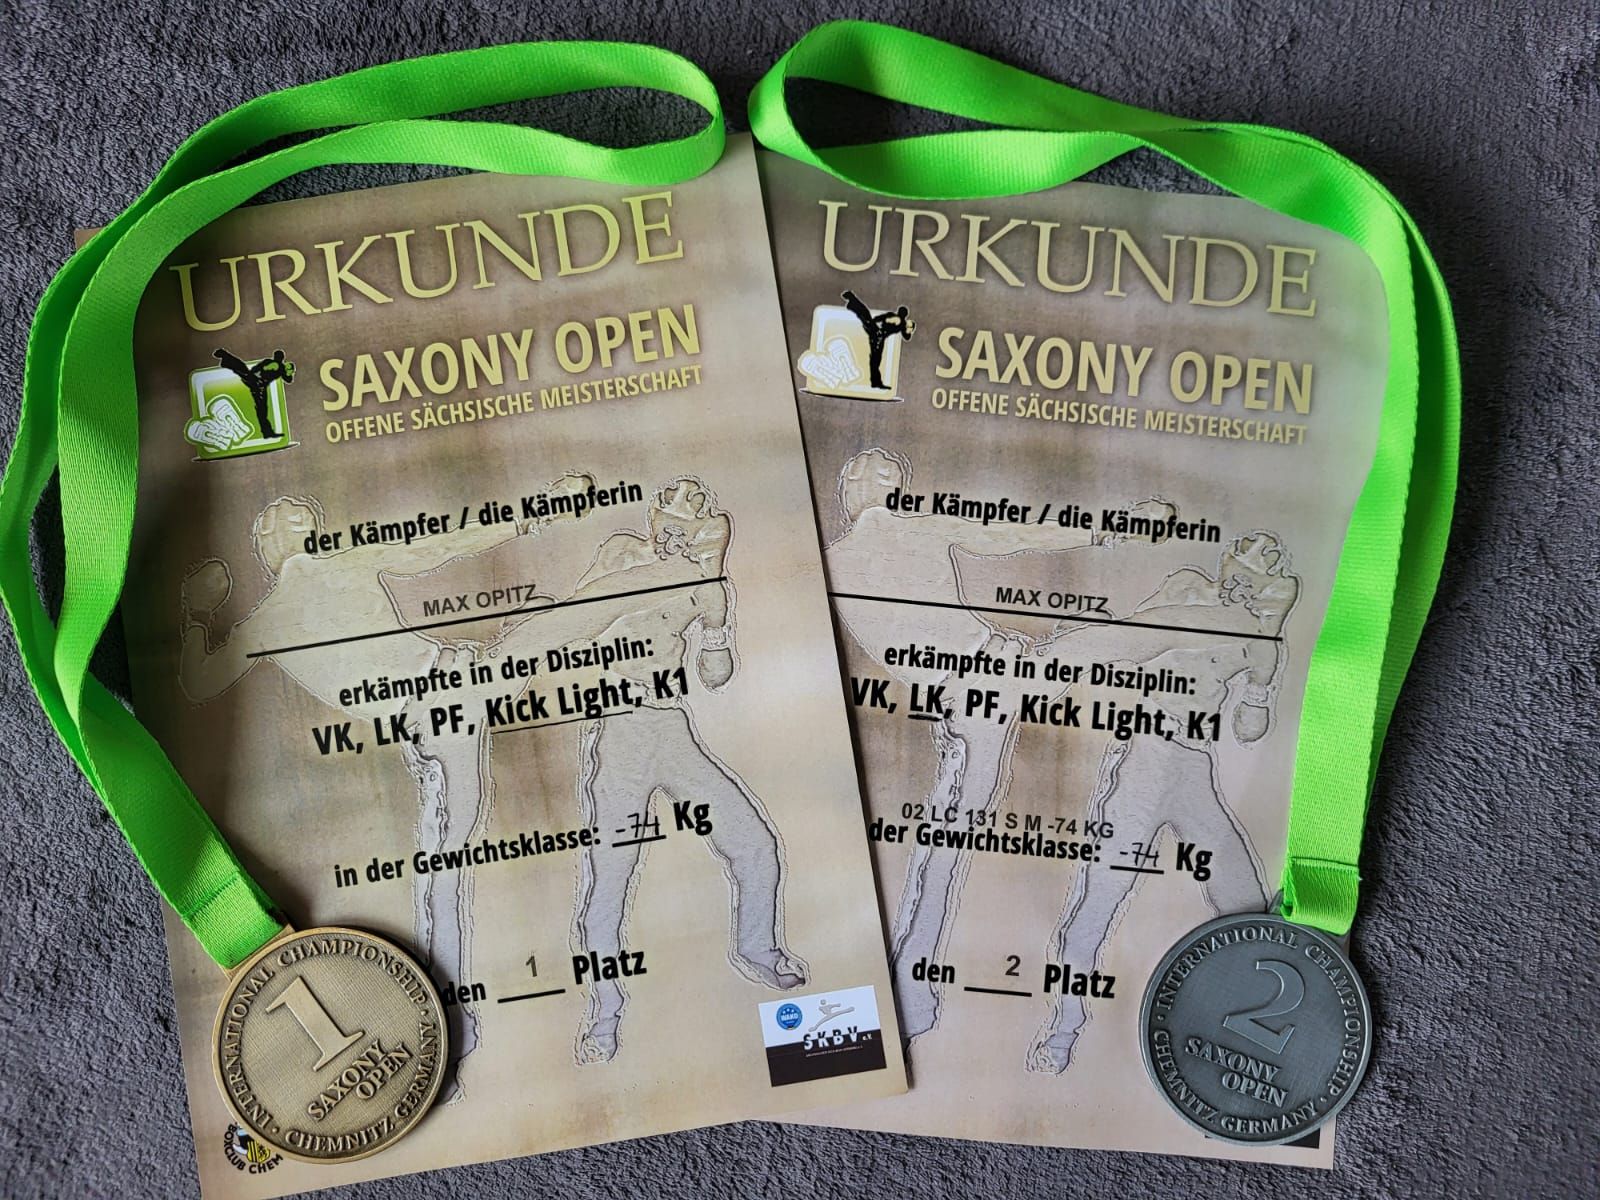 URKUNDE
SAXONY OPEN
OFFENE SÄCHSISCHE MEISTERSCHAFT
der Kämpfer / die Kämpferin
MAX OPITZ
erkämpfte in der Disziplin:
VK, LK, PF, Kick Light, K1
in der Gewichtsklasse: -74 Kg
den 1 Platz
WAKO
SKBV e.V.
BOXCLUB CHEM
INTERNATIONAL CHAMPIONSHIP · CHEMNITZ GERMANY ·
1
SAXONY
OPEN
URKUNDE
SAXONY OPEN
OFFENE SÄCHSISCHE MEISTERSCHAFT
der Kämpfer / die Kämpferin
MAX OPITZ
erkämpfte in der Disziplin:
VK, LK, PF, Kick Light, K1
02 LC 131 S M -74 KG
der Gewichtsklasse: -74 Kg
den 2 Platz
INTERNATIONAL CHAMPIONSHIP · CHEMNITZ GERMANY ·
2
SAXONY
OPEN